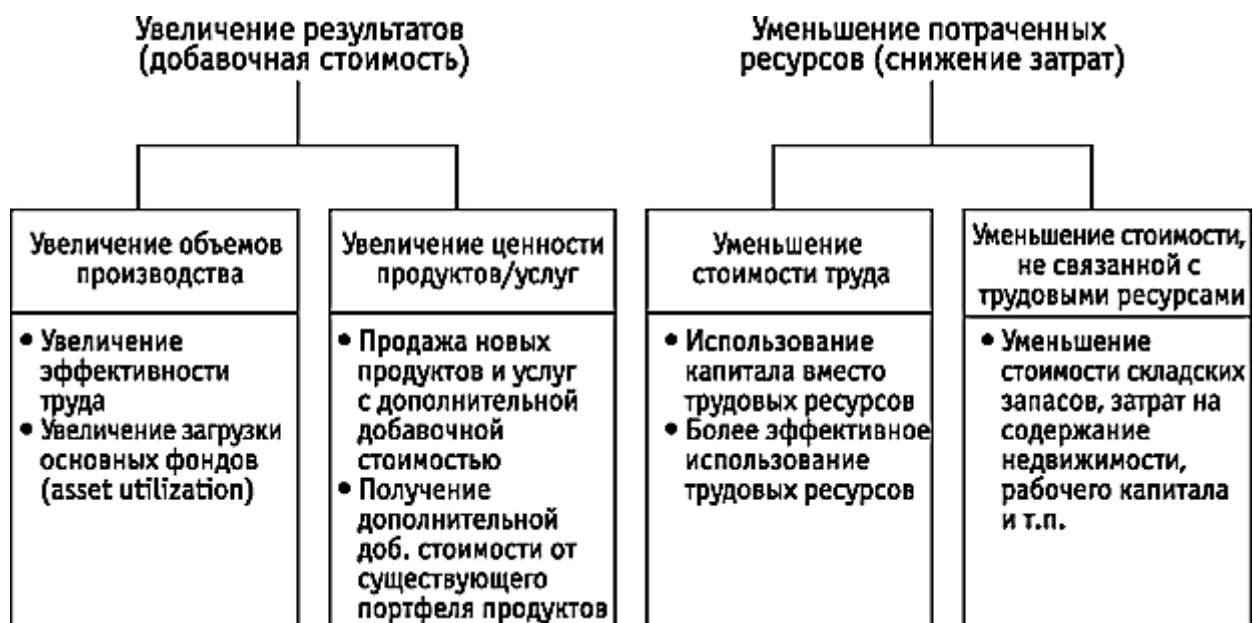 Увеличение результатов
(добавочная стоимость)
Уменьшение потраченных
ресурсов (снижение затрат)
Увеличение объемов
производства
• Увеличение
эффективности
труда
• Увеличение загрузки
основных фондов
(asset utilization)
Увеличение ценности
продуктов/услуг
• Продажа новых
продуктов и услуг
с дополнительной
добавочной
стоимостью
• Получение
дополнительной
доб. стоимости от
существующего
портфеля продуктов
Уменьшение
стоимости труда
• Использование
капитала вместо
трудовых ресурсов
• Более эффективное
использование
трудовых ресурсов
Уменьшение стоимости,
не связанной с
трудовыми ресурсами
• Уменьшение
стоимости складских
запасов, затрат на
содержание
недвижимости,
рабочего капитала
и т.п.